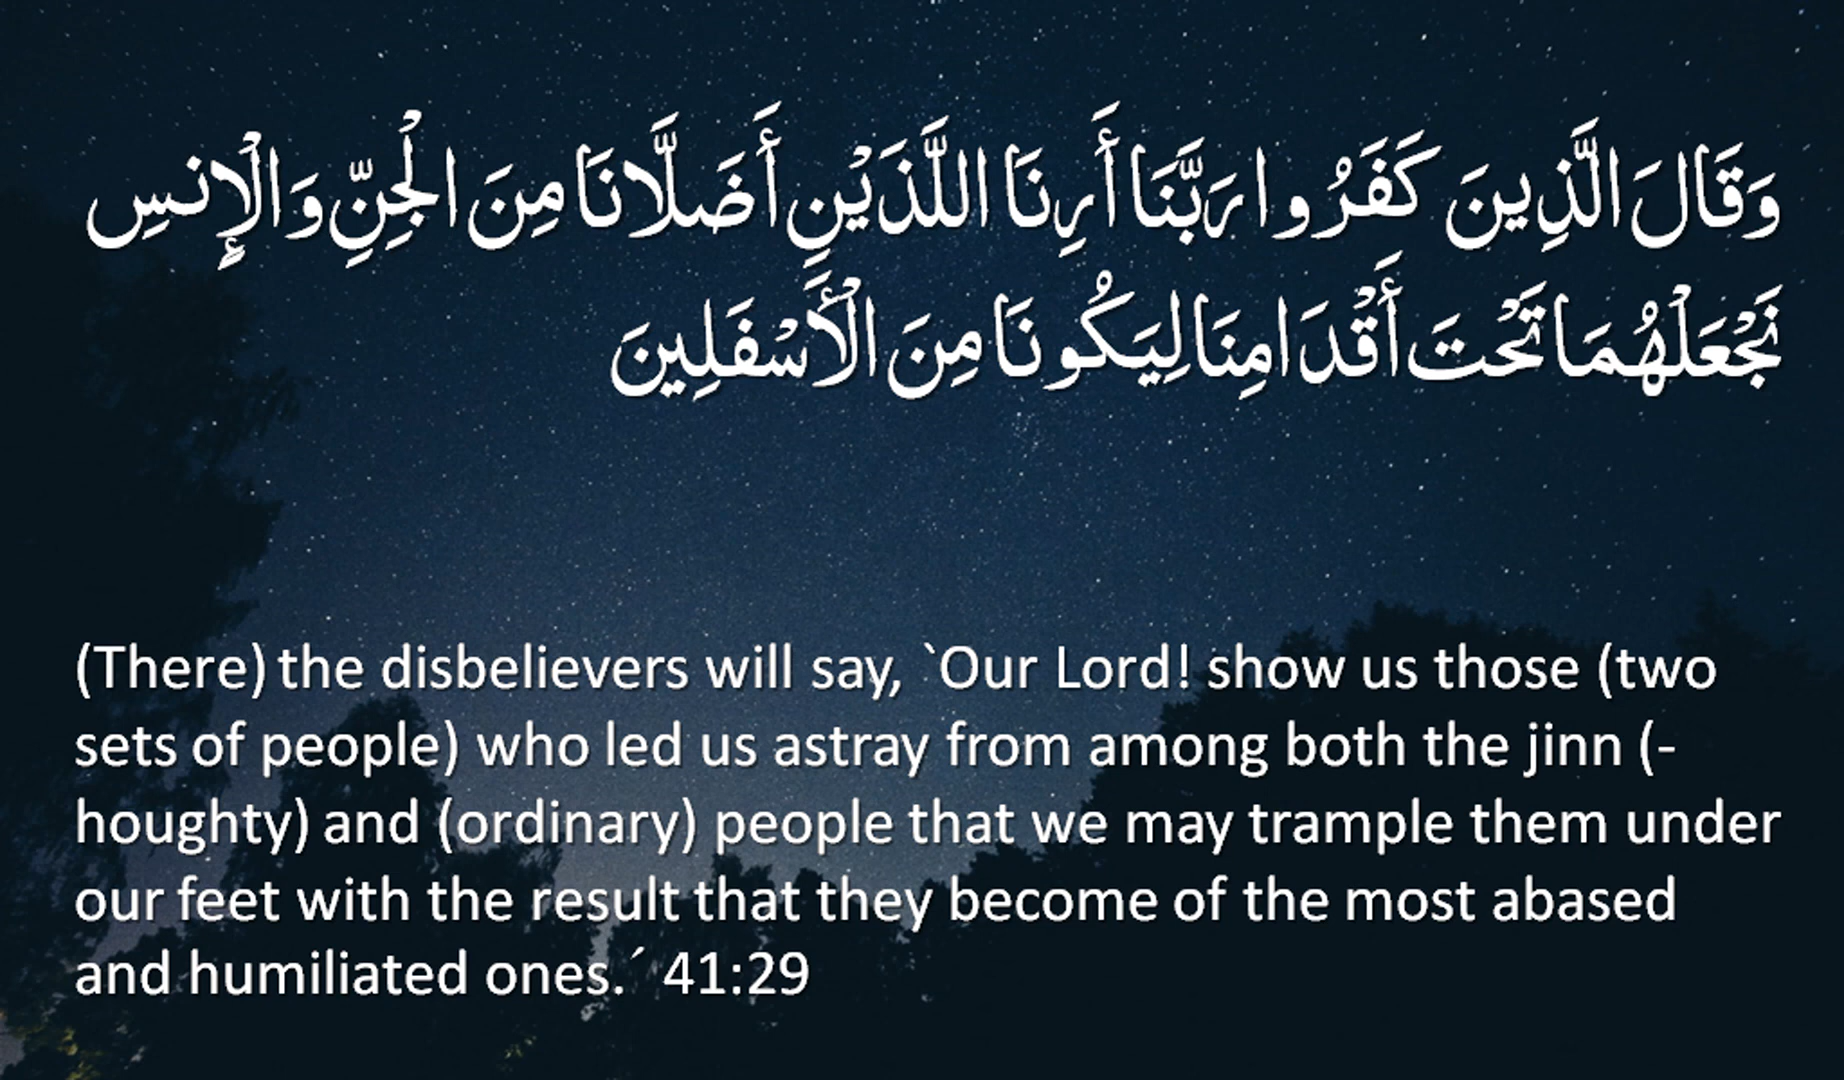 وَقَالَ الَّذِينَ كَفَرُوا رَبَّنَا أَرِنَا اللَّذَيْنِ أَضَلَّانَا مِنَ الْجِنِّ وَالْإِنسِ
نَجْعَلْهُمَا تَحْتَ أَقْدَامِنَا لِيَكُونَا مِنَ الْأَسْفَلِينَ
(There) the disbelievers will say, `Our Lord! show us those (two
sets of people) who led us astray from among both the jinn (-
houghty) and (ordinary) people that we may trample them under
our feet with the result that they become of the most abased
and humiliated ones.´ 41:29